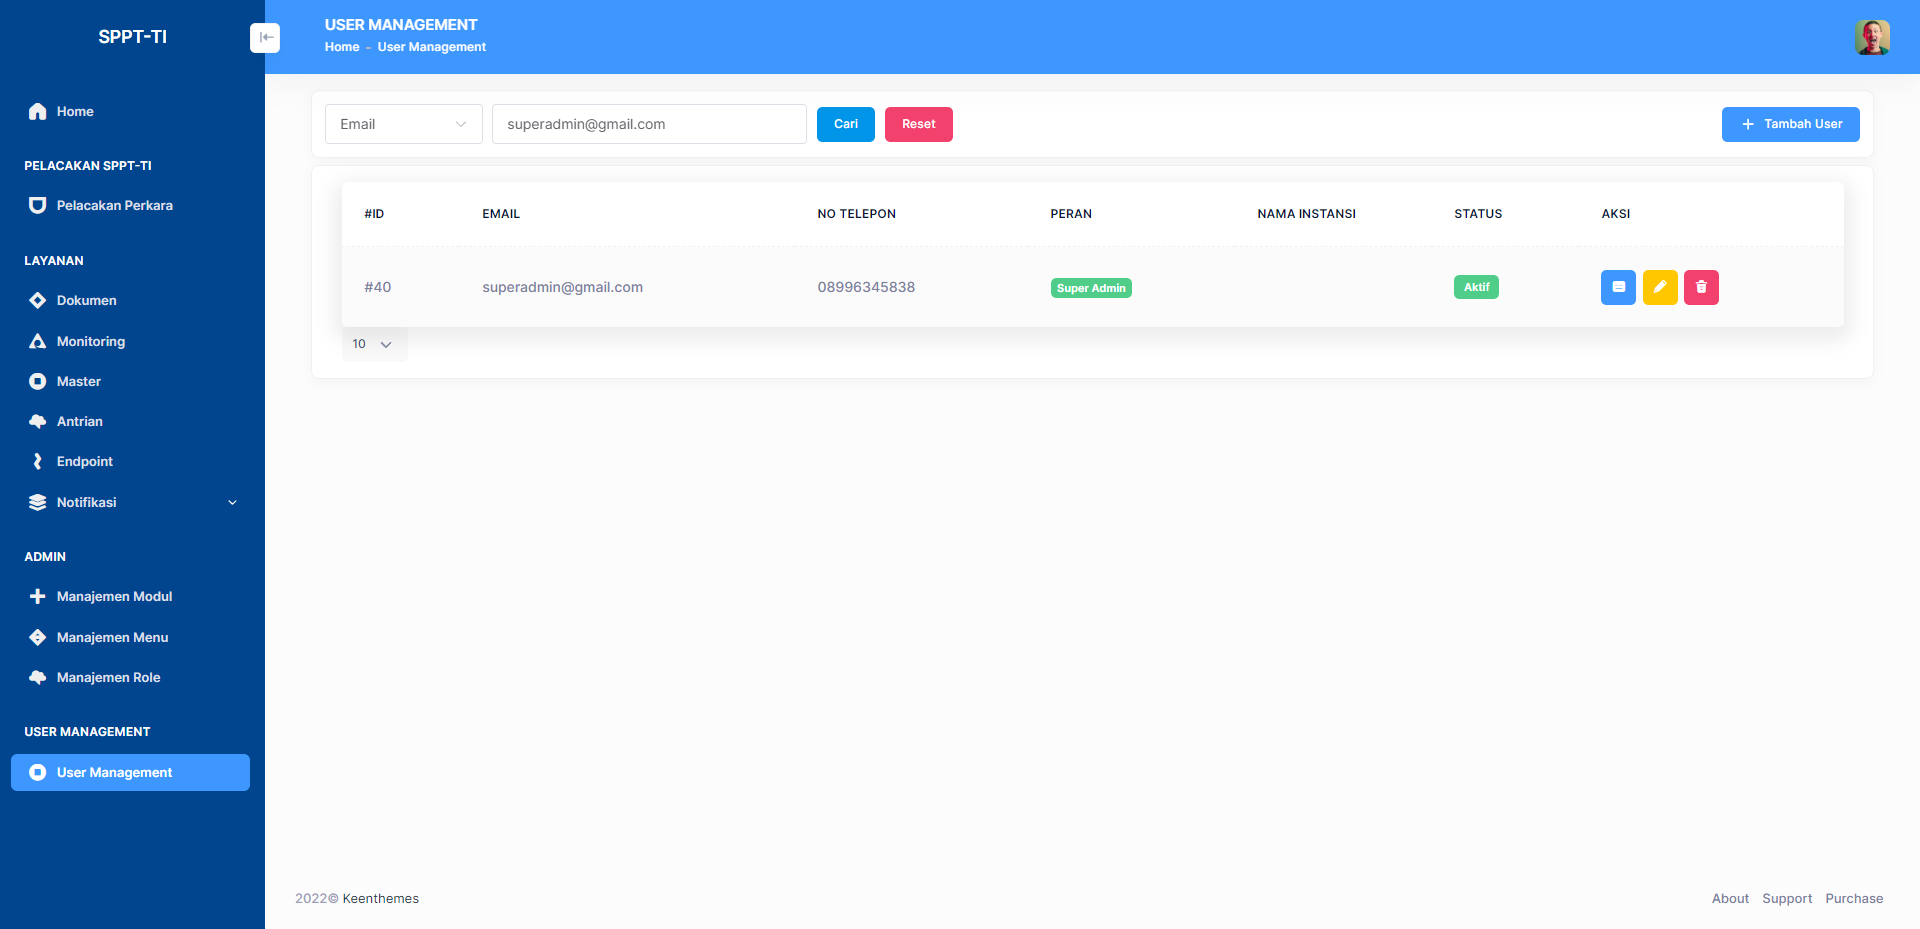 SPPT-TI
Home
PELACAKAN SPPT-TI
Pelacakan Perkara
LAYANAN
Dokumen
Monitoring
Master
Antrian
Endpoint
Notifikasi
ADMIN
Manajemen Modul
Manajemen Menu
Manajemen Role
USER MANAGEMENT
User Management
USER MANAGEMENT
Home - User Management
Email superadmin@gmail.com Cari Reset Tambah User
#ID EMAIL NO TELEPON PERAN NAMA INSTANSI STATUS AKSI
#40 superadmin@gmail.com 08996345838 Super Admin Aktif
10
2022© Keenthemes
About Support Purchase